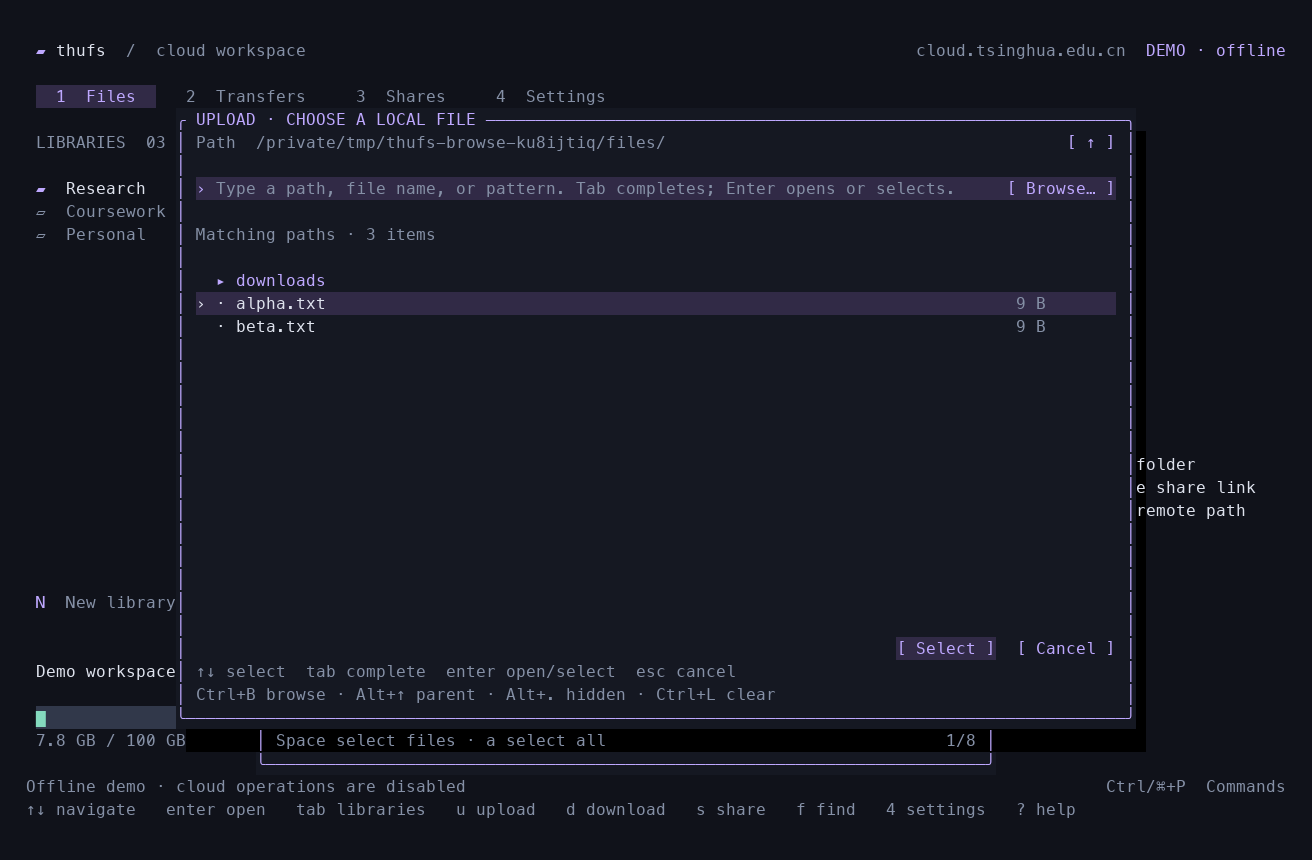 ▰ thufs / cloud workspace cloud.tsinghua.edu.cn DEMO · offline
1 Files 2 Transfers 3 Shares 4 Settings
UPLOAD · CHOOSE A LOCAL FILE
LIBRARIES 03 Path /private/tmp/thufs-browse-ku8ijtiq/files/ [ ↑ ]
▰ Research › Type a path, file name, or pattern. Tab completes; Enter opens or selects. [ Browse… ]
▱ Coursework
▱ Personal Matching paths · 3 items
▸ downloads
› · alpha.txt 9 B
· beta.txt 9 B
folder
e share link
remote path
N New library
[ Select ] [ Cancel ]
Demo workspace ↑↓ select tab complete enter open/select esc cancel
Ctrl+B browse · Alt+↑ parent · Alt+. hidden · Ctrl+L clear
7.8 GB / 100 GB Space select files · a select all 1/8
Offline demo · cloud operations are disabled Ctrl/⌘+P Commands
↑↓ navigate enter open tab libraries u upload d download s share f find 4 settings ? help